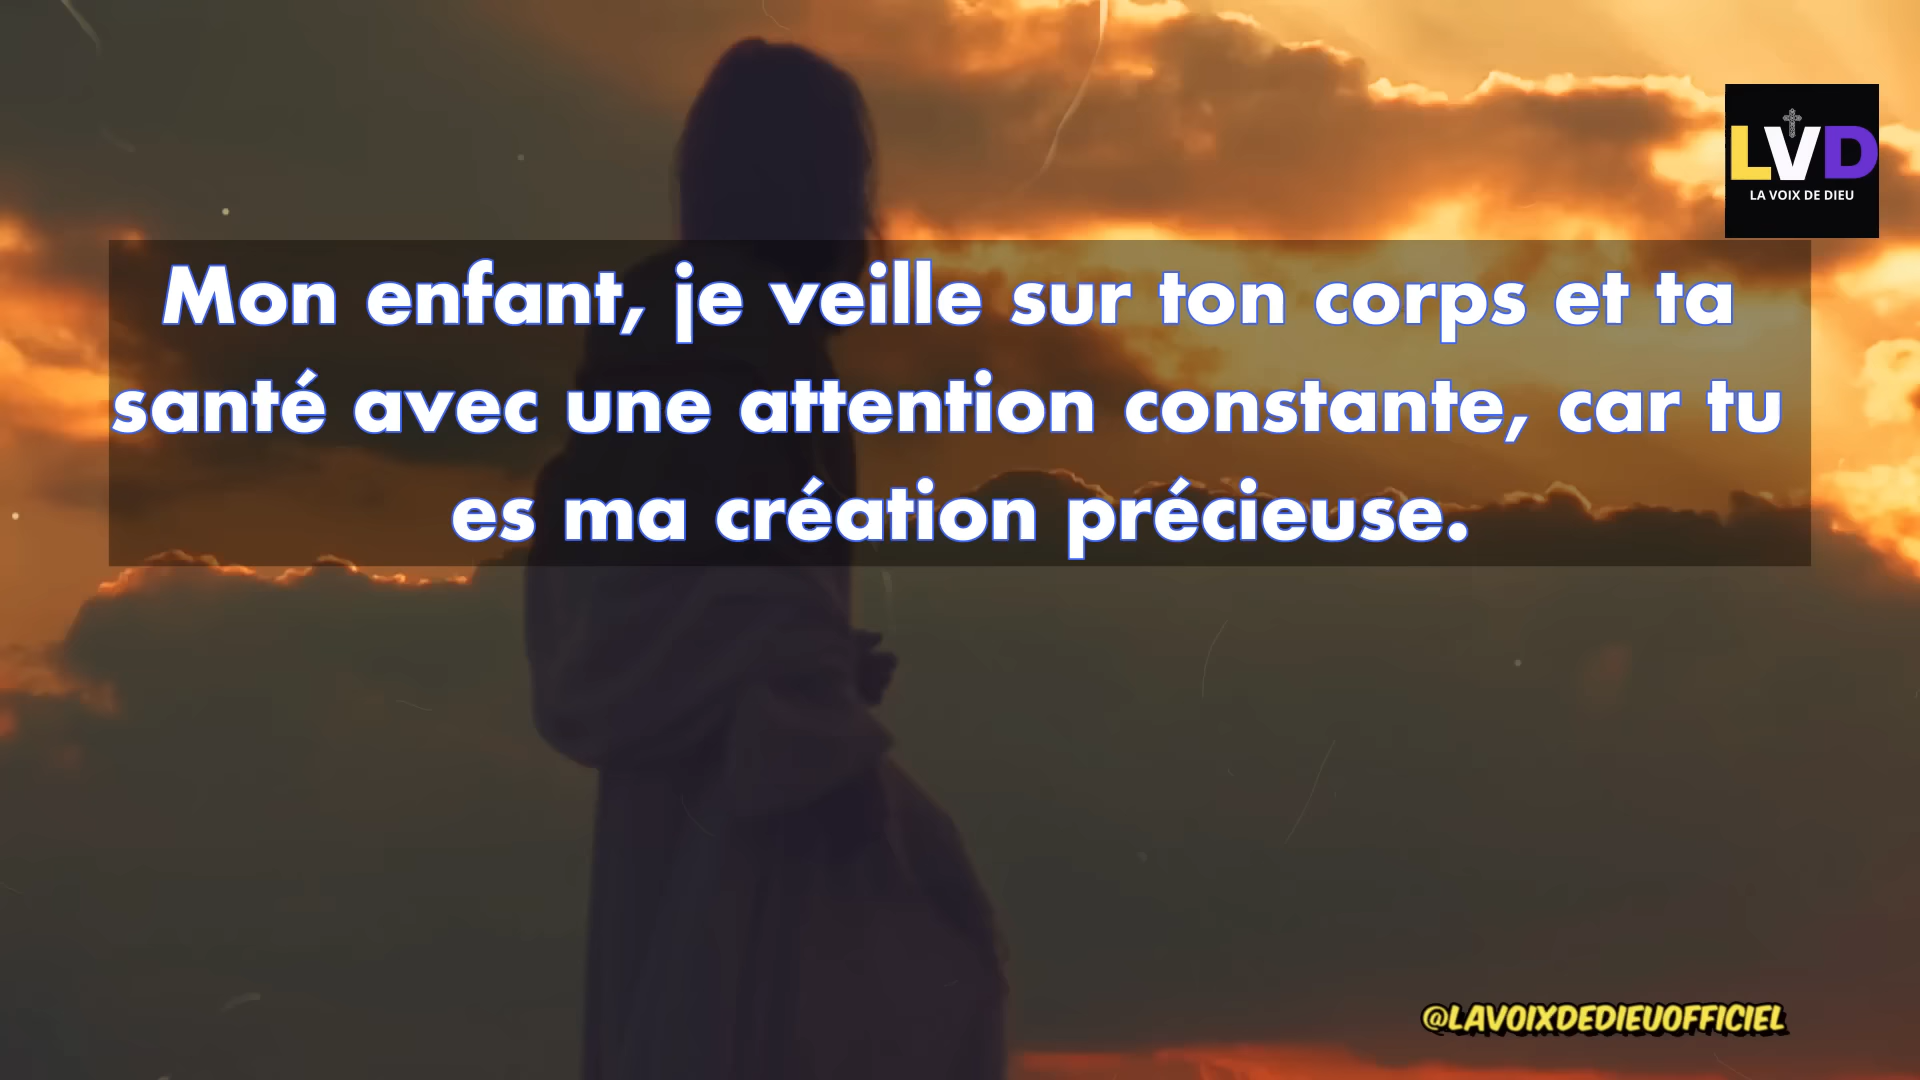 LVD
LA VOIX DE DIEU
Mon enfant, je veille sur ton corps et ta
santé avec une attention constante, car tu
es ma création précieuse.
@LAVOIXDEDIEUOFFICIEL